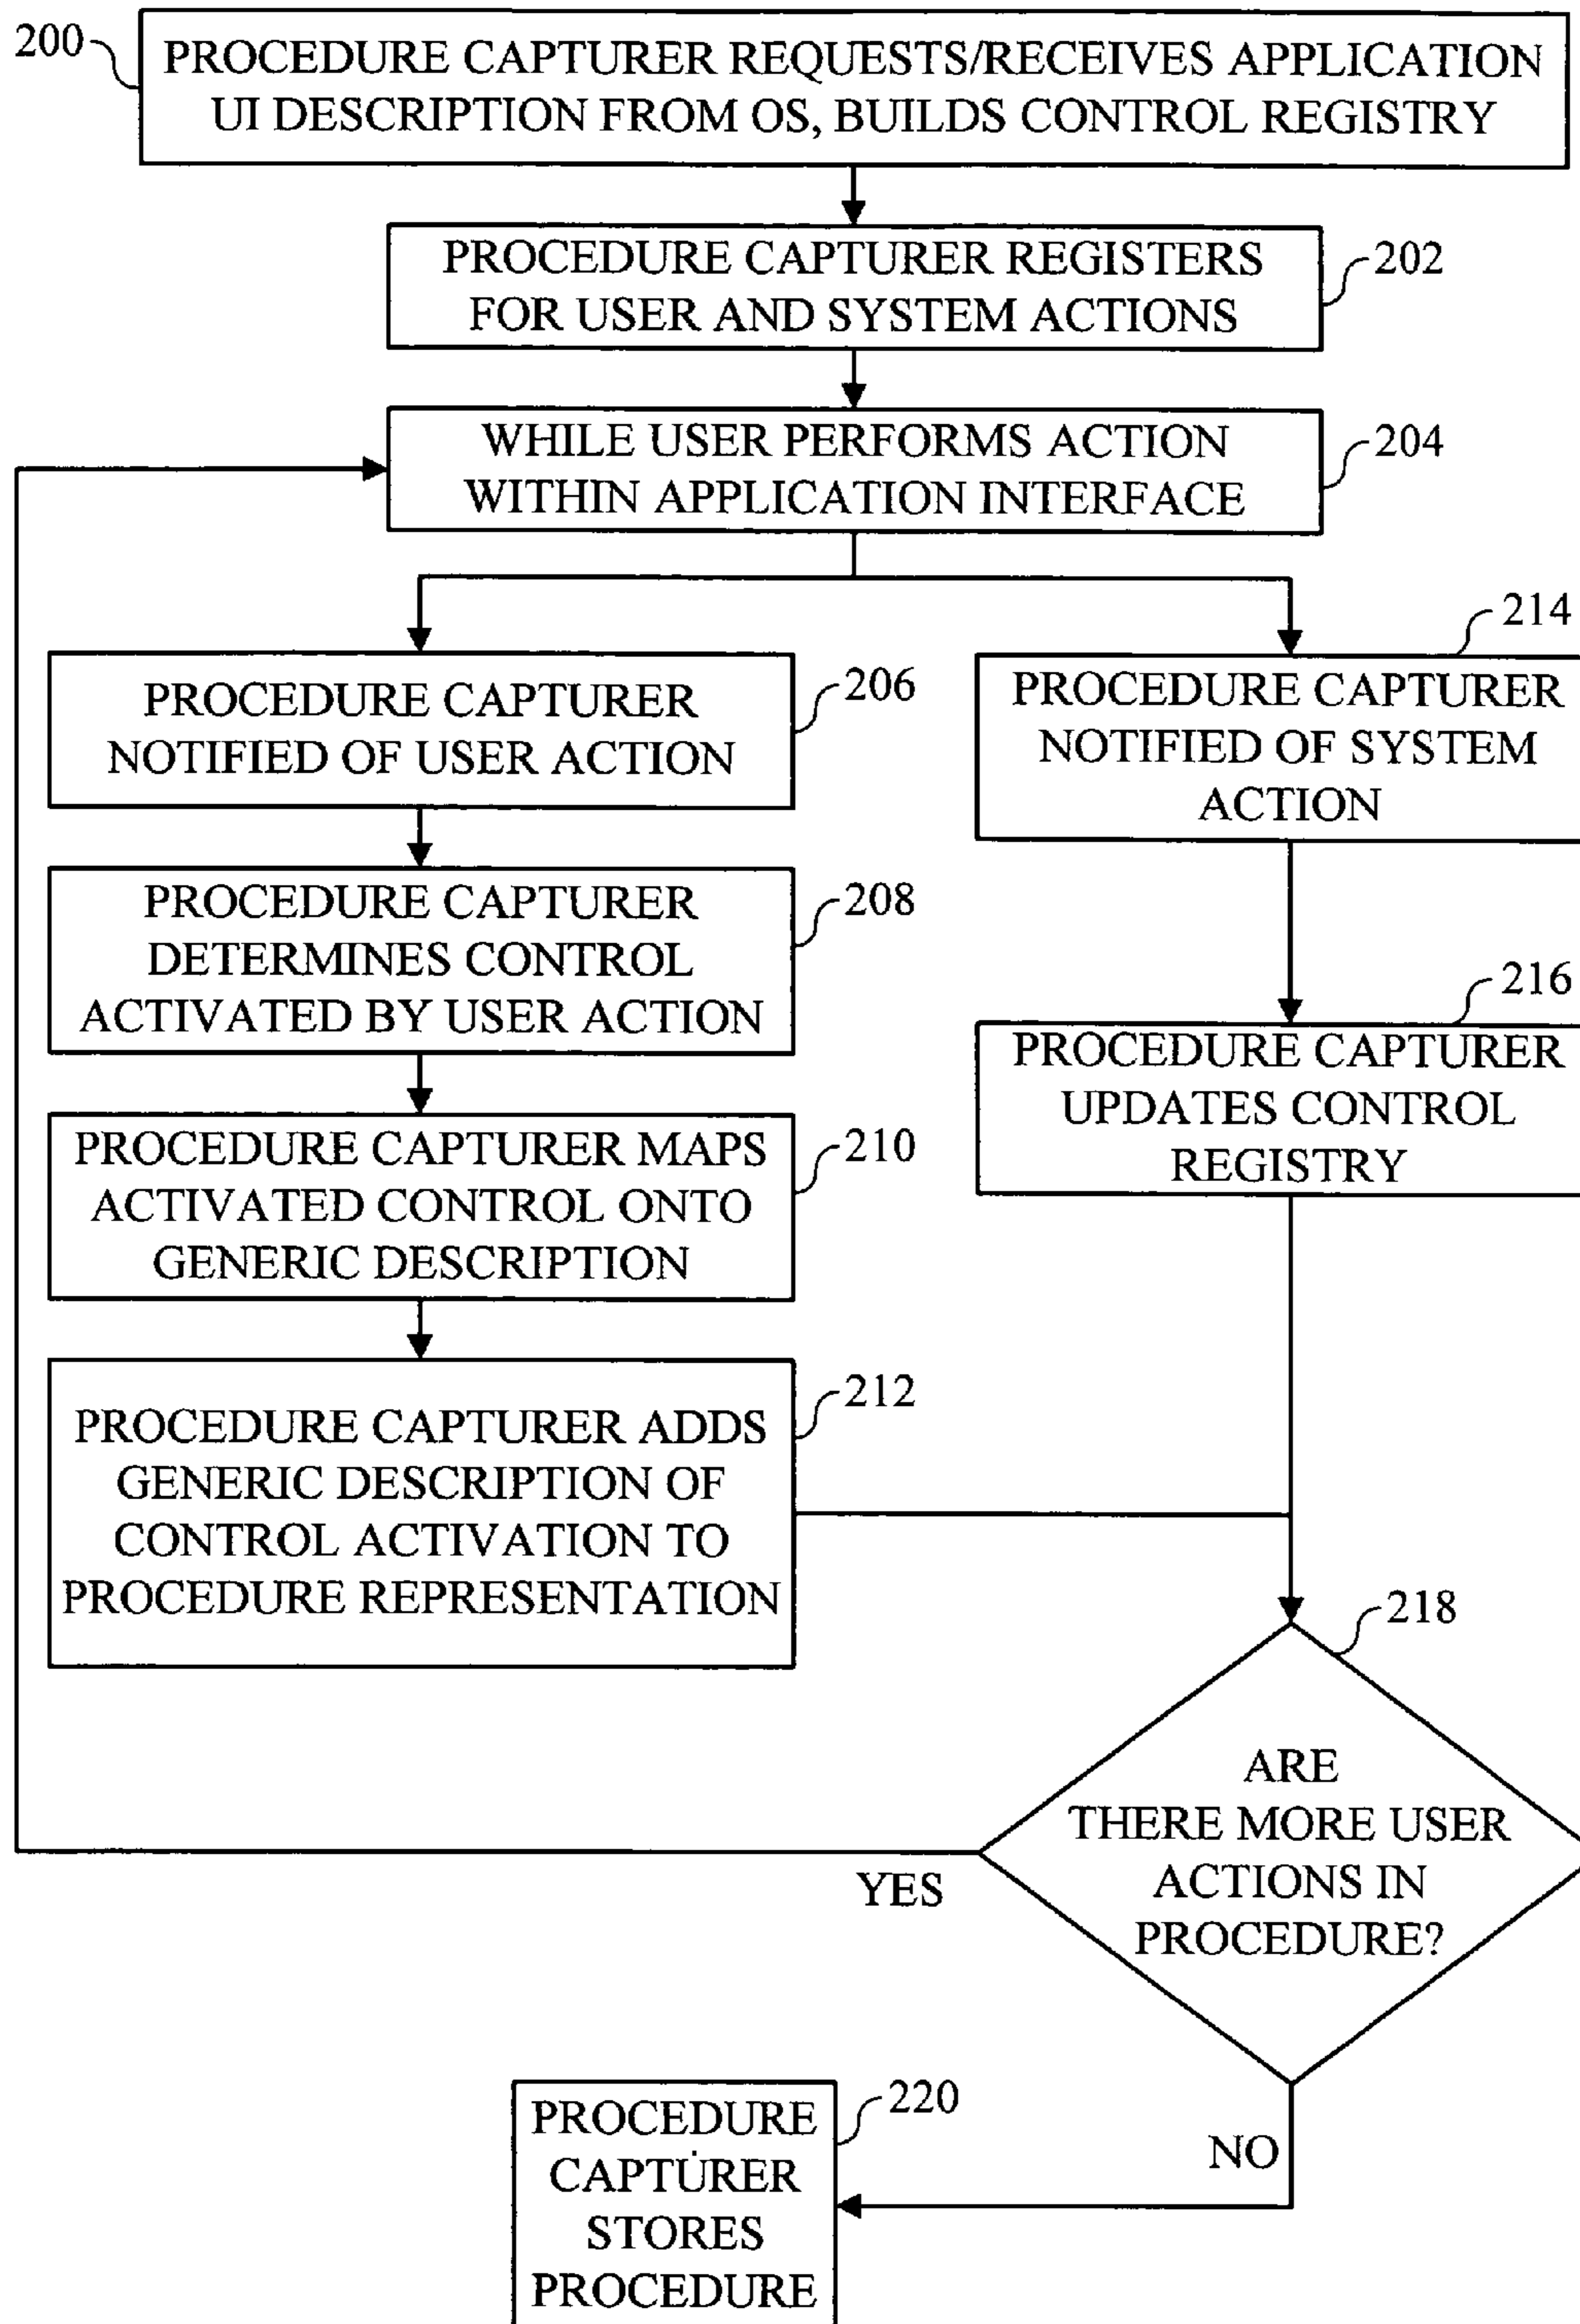 200
PROCEDURE CAPTURER REQUESTS/RECEIVES APPLICATION
UI DESCRIPTION FROM OS, BUILDS CONTROL REGISTRY
PROCEDURE CAPTURER REGISTERS
FOR USER AND SYSTEM ACTIONS
202
WHILE USER PERFORMS ACTION
WITHIN APPLICATION INTERFACE
204
PROCEDURE CAPTURER
NOTIFIED OF USER ACTION
206
PROCEDURE CAPTURER
DETERMINES CONTROL
ACTIVATED BY USER ACTION
208
PROCEDURE CAPTURER MAPS
ACTIVATED CONTROL ONTO
GENERIC DESCRIPTION
210
PROCEDURE CAPTURER ADDS
GENERIC DESCRIPTION OF
CONTROL ACTIVATION TO
PROCEDURE REPRESENTATION
212
214
PROCEDURE CAPTURER
NOTIFIED OF SYSTEM
ACTION
216
PROCEDURE CAPTURER
UPDATES CONTROL
REGISTRY
218
ARE
THERE MORE USER
ACTIONS IN
PROCEDURE?
YES
NO
220
PROCEDURE
CAPTURER
STORES
PROCEDURE